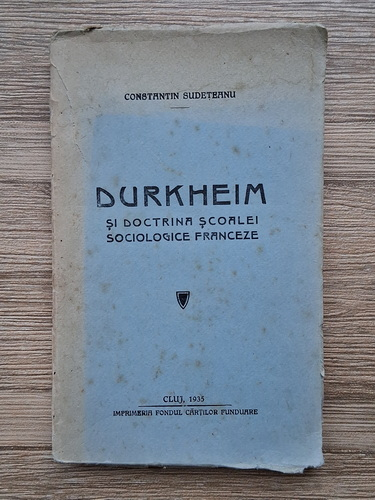 CONSTANTIN SUDEȚEANU
DURKHEIM
ȘI DOCTRINA ȘCOALEI
SOCIOLOGICE FRANCEZE
CLUJ, 1935
IMPRIMERIA FONDUL CĂRȚILOR FUNDUARE